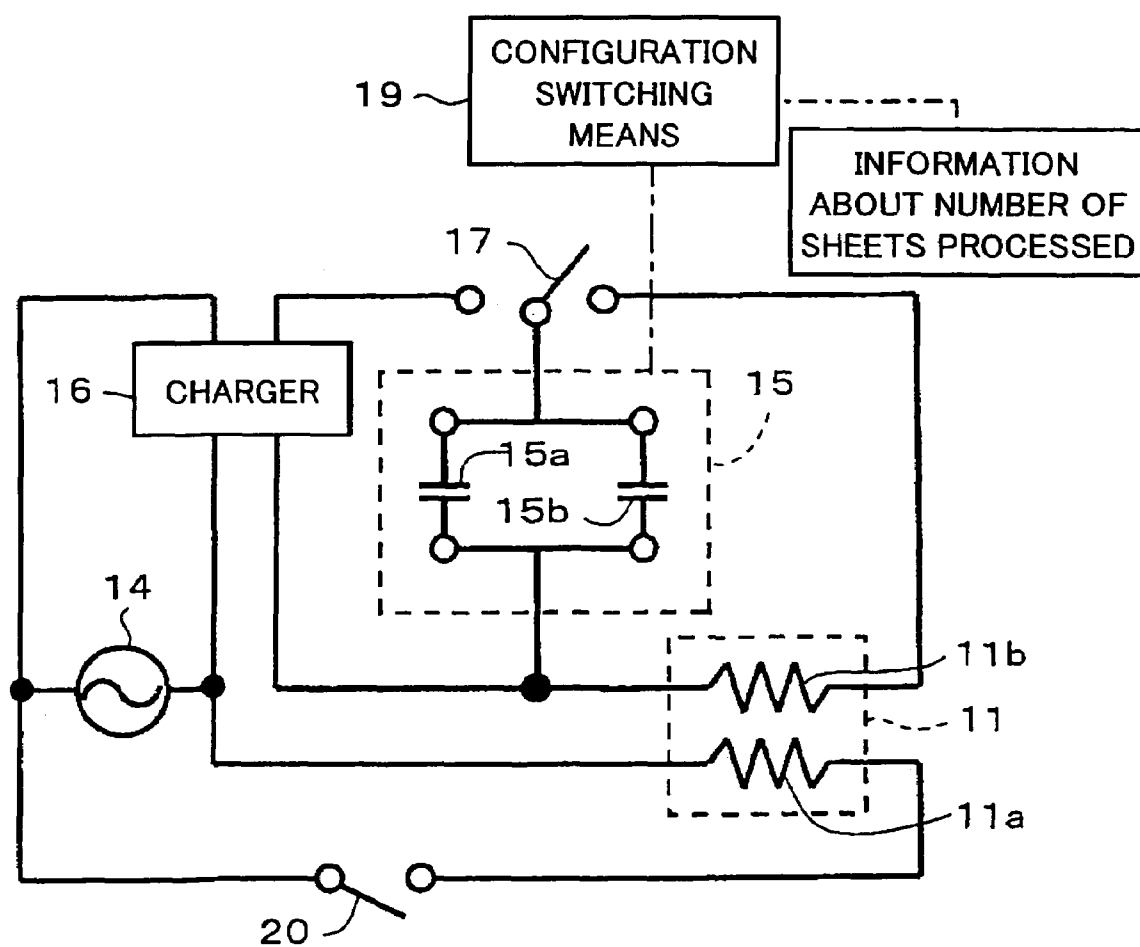 CONFIGURATION
SWITCHING
MEANS
19
INFORMATION
ABOUT NUMBER OF
SHEETS PROCESSED
17
16
CHARGER
15
15a
15b
14
11b
11
11a
20